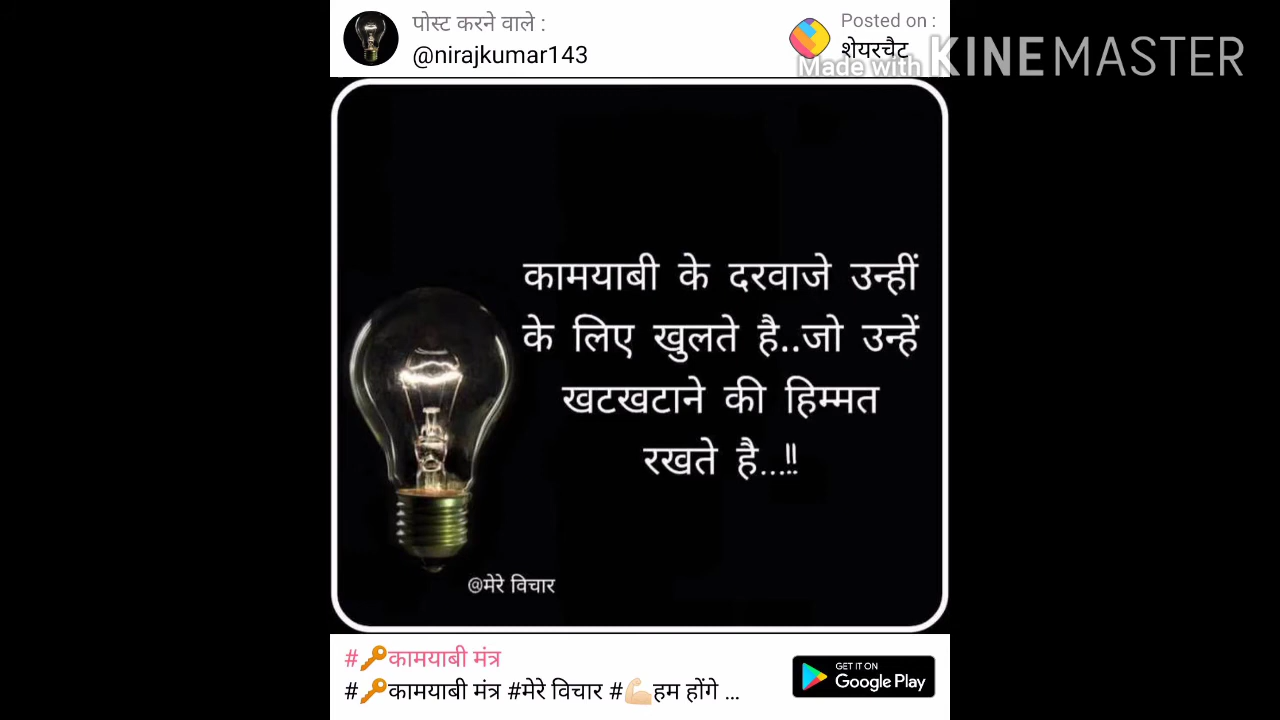 पोस्ट करने वाले :
@nirajkumar143
Posted on :
शेयरचैट
Made with KINEMASTER
कामयाबी के दरवाजे उन्हीं
के लिए खुलते है..जो उन्हें
खटखटाने की हिम्मत
रखते है...!!
@मेरे विचार
#🔑कामयाबी मंत्र
#🔑कामयाबी मंत्र #मेरे विचार #💪🏻हम होंगे ...
GET IT ON
Google Play